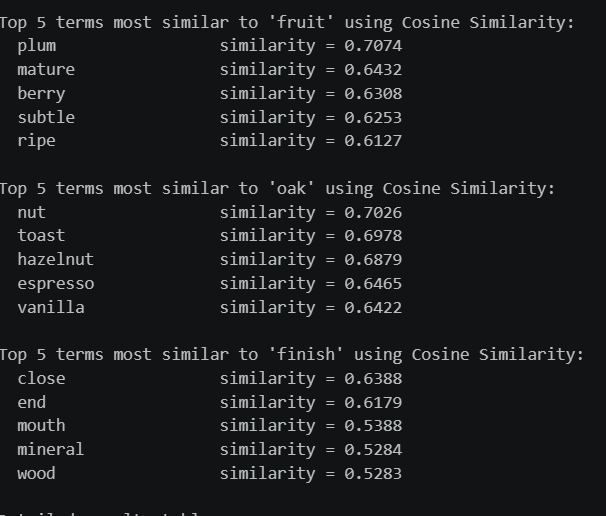 Top 5 terms most similar to 'fruit' using Cosine Similarity:
plum similarity = 0.7074
mature similarity = 0.6432
berry similarity = 0.6308
subtle similarity = 0.6253
ripe similarity = 0.6127
Top 5 terms most similar to 'oak' using Cosine Similarity:
nut similarity = 0.7026
toast similarity = 0.6978
hazelnut similarity = 0.6879
espresso similarity = 0.6465
vanilla similarity = 0.6422
Top 5 terms most similar to 'finish' using Cosine Similarity:
close similarity = 0.6388
end similarity = 0.6179
mouth similarity = 0.5388
mineral similarity = 0.5284
wood similarity = 0.5283